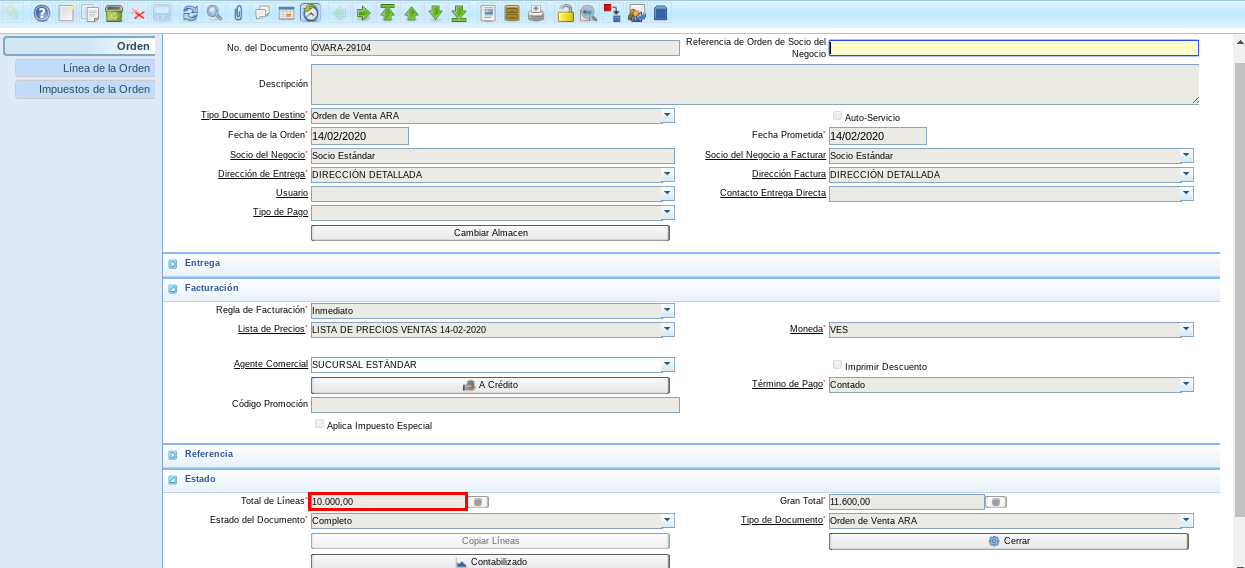 Orden
Línea de la Orden
Impuestos de la Orden
No. del Documento OVARA-29104
Referencia de Orden de Socio del
Negocio
Descripción
Tipo Documento Destino* Orden de Venta ARA
Auto-Servicio
Fecha de la Orden* 14/02/2020
Fecha Prometida* 14/02/2020
Socio del Negocio* Socio Estándar
Socio del Negocio a Facturar Socio Estándar
Dirección de Entrega* DIRECCIÓN DETALLADA
Dirección Factura DIRECCIÓN DETALLADA
Usuario
Contacto Entrega Directa
Tipo de Pago
Cambiar Almacen
Entrega
Facturación
Regla de Facturación* Inmediato
Lista de Precios* LISTA DE PRECIOS VENTAS 14-02-2020
Moneda* VES
Agente Comercial SUCURSAL ESTÁNDAR
Imprimir Descuento
A Crédito
Término de Pago* Contado
Código Promoción
Aplica Impuesto Especial
Referencia
Estado
Total de Líneas* 10.000,00
Gran Total* 11.600,00
Estado del Documento* Completo
Tipo de Documento* Orden de Venta ARA
Copiar Líneas
Cerrar
Contabilizado